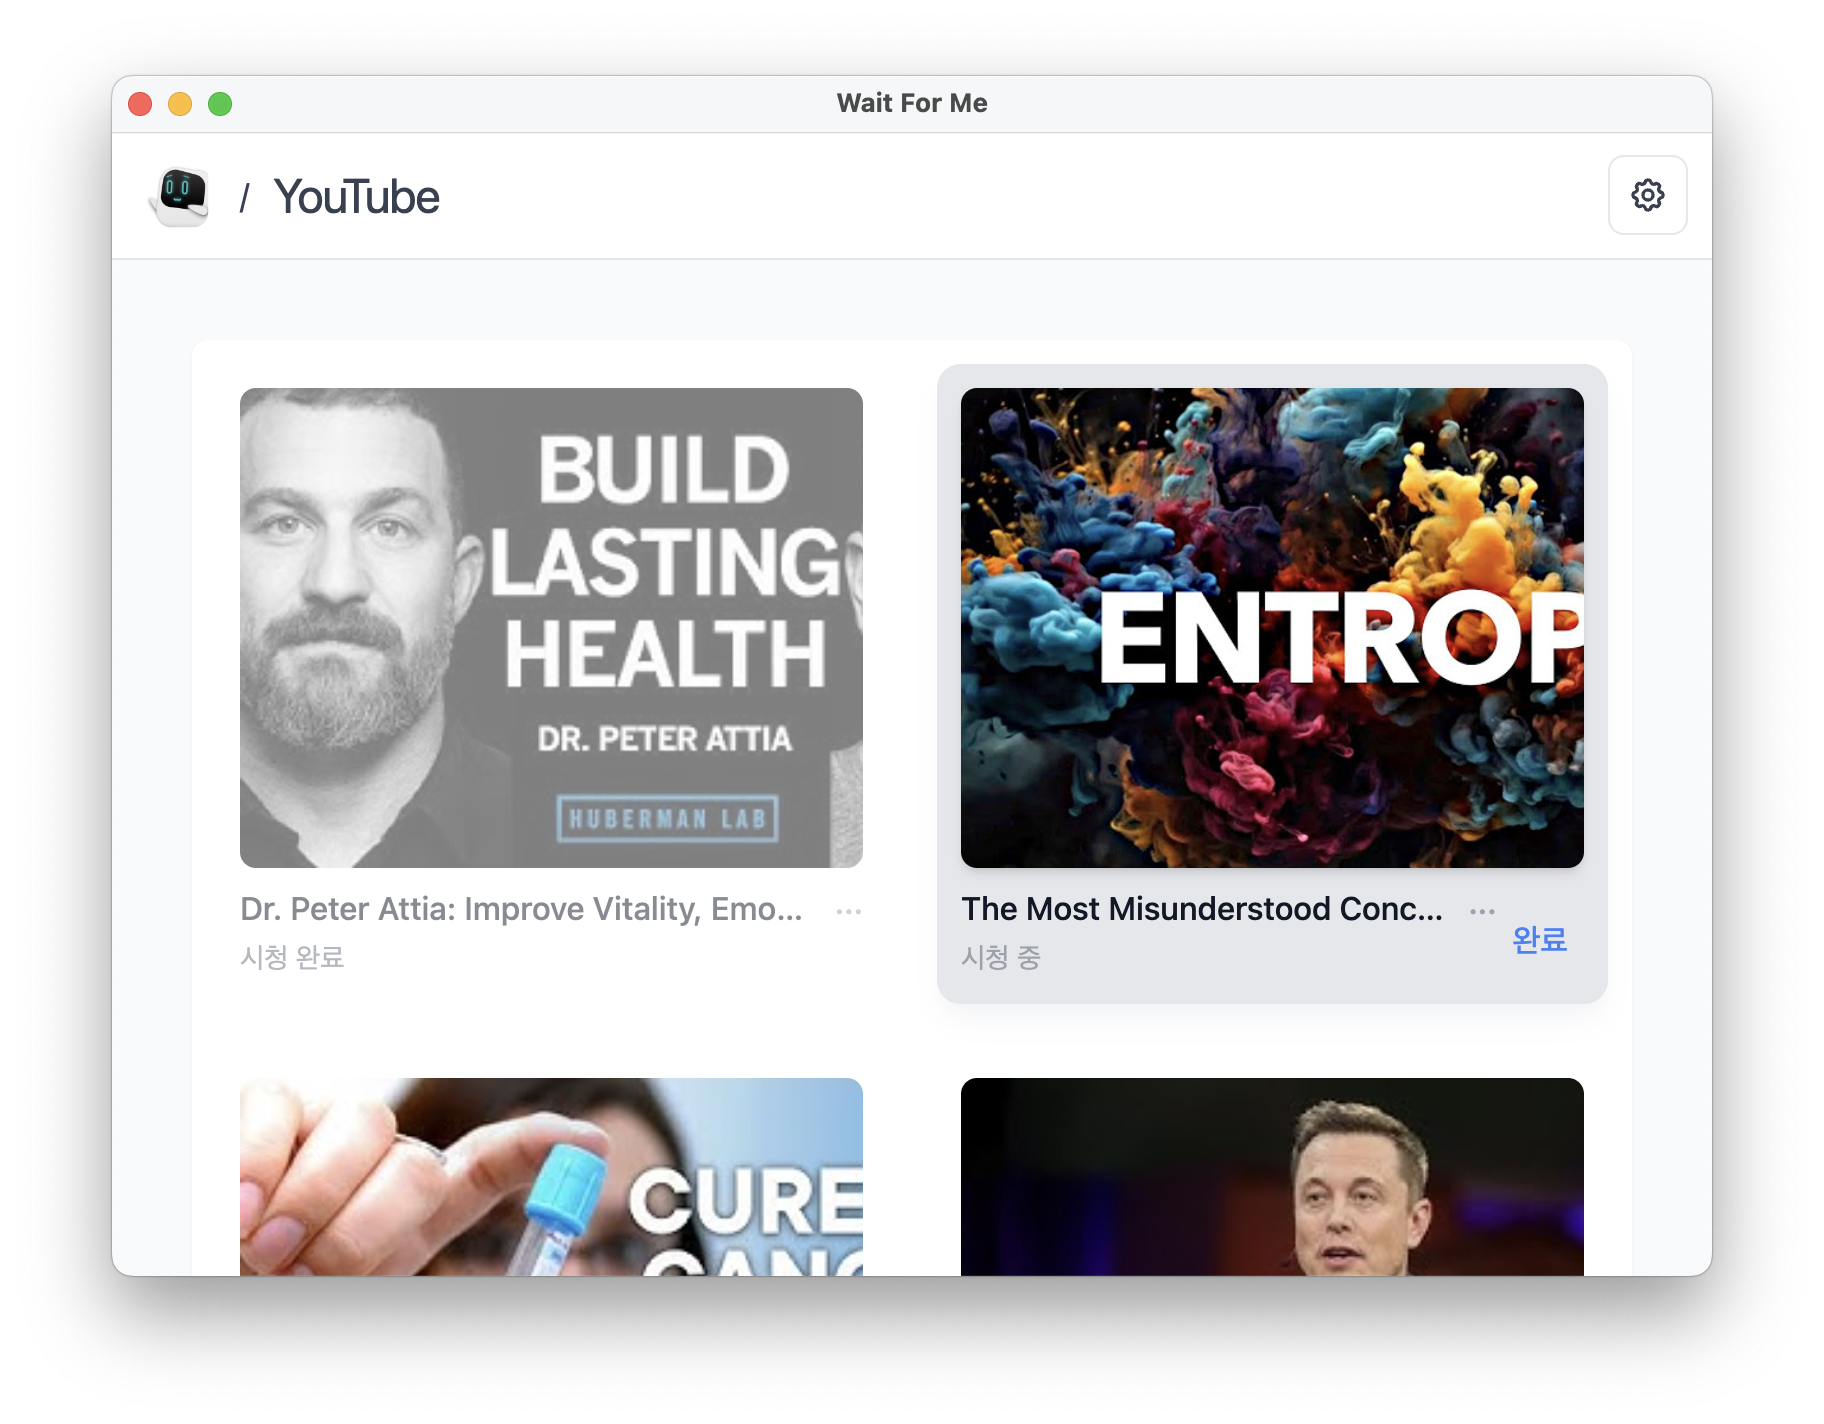 Wait For Me
/ YouTube
BUILD
LASTING
HEALTH
DR. PETER ATTIA
HUBERMAN LAB
Dr. Peter Attia: Improve Vitality, Emo... ...
시청 완료
ENTROP
The Most Misunderstood Conc... ...
시청 중
완료
CURE
CANC